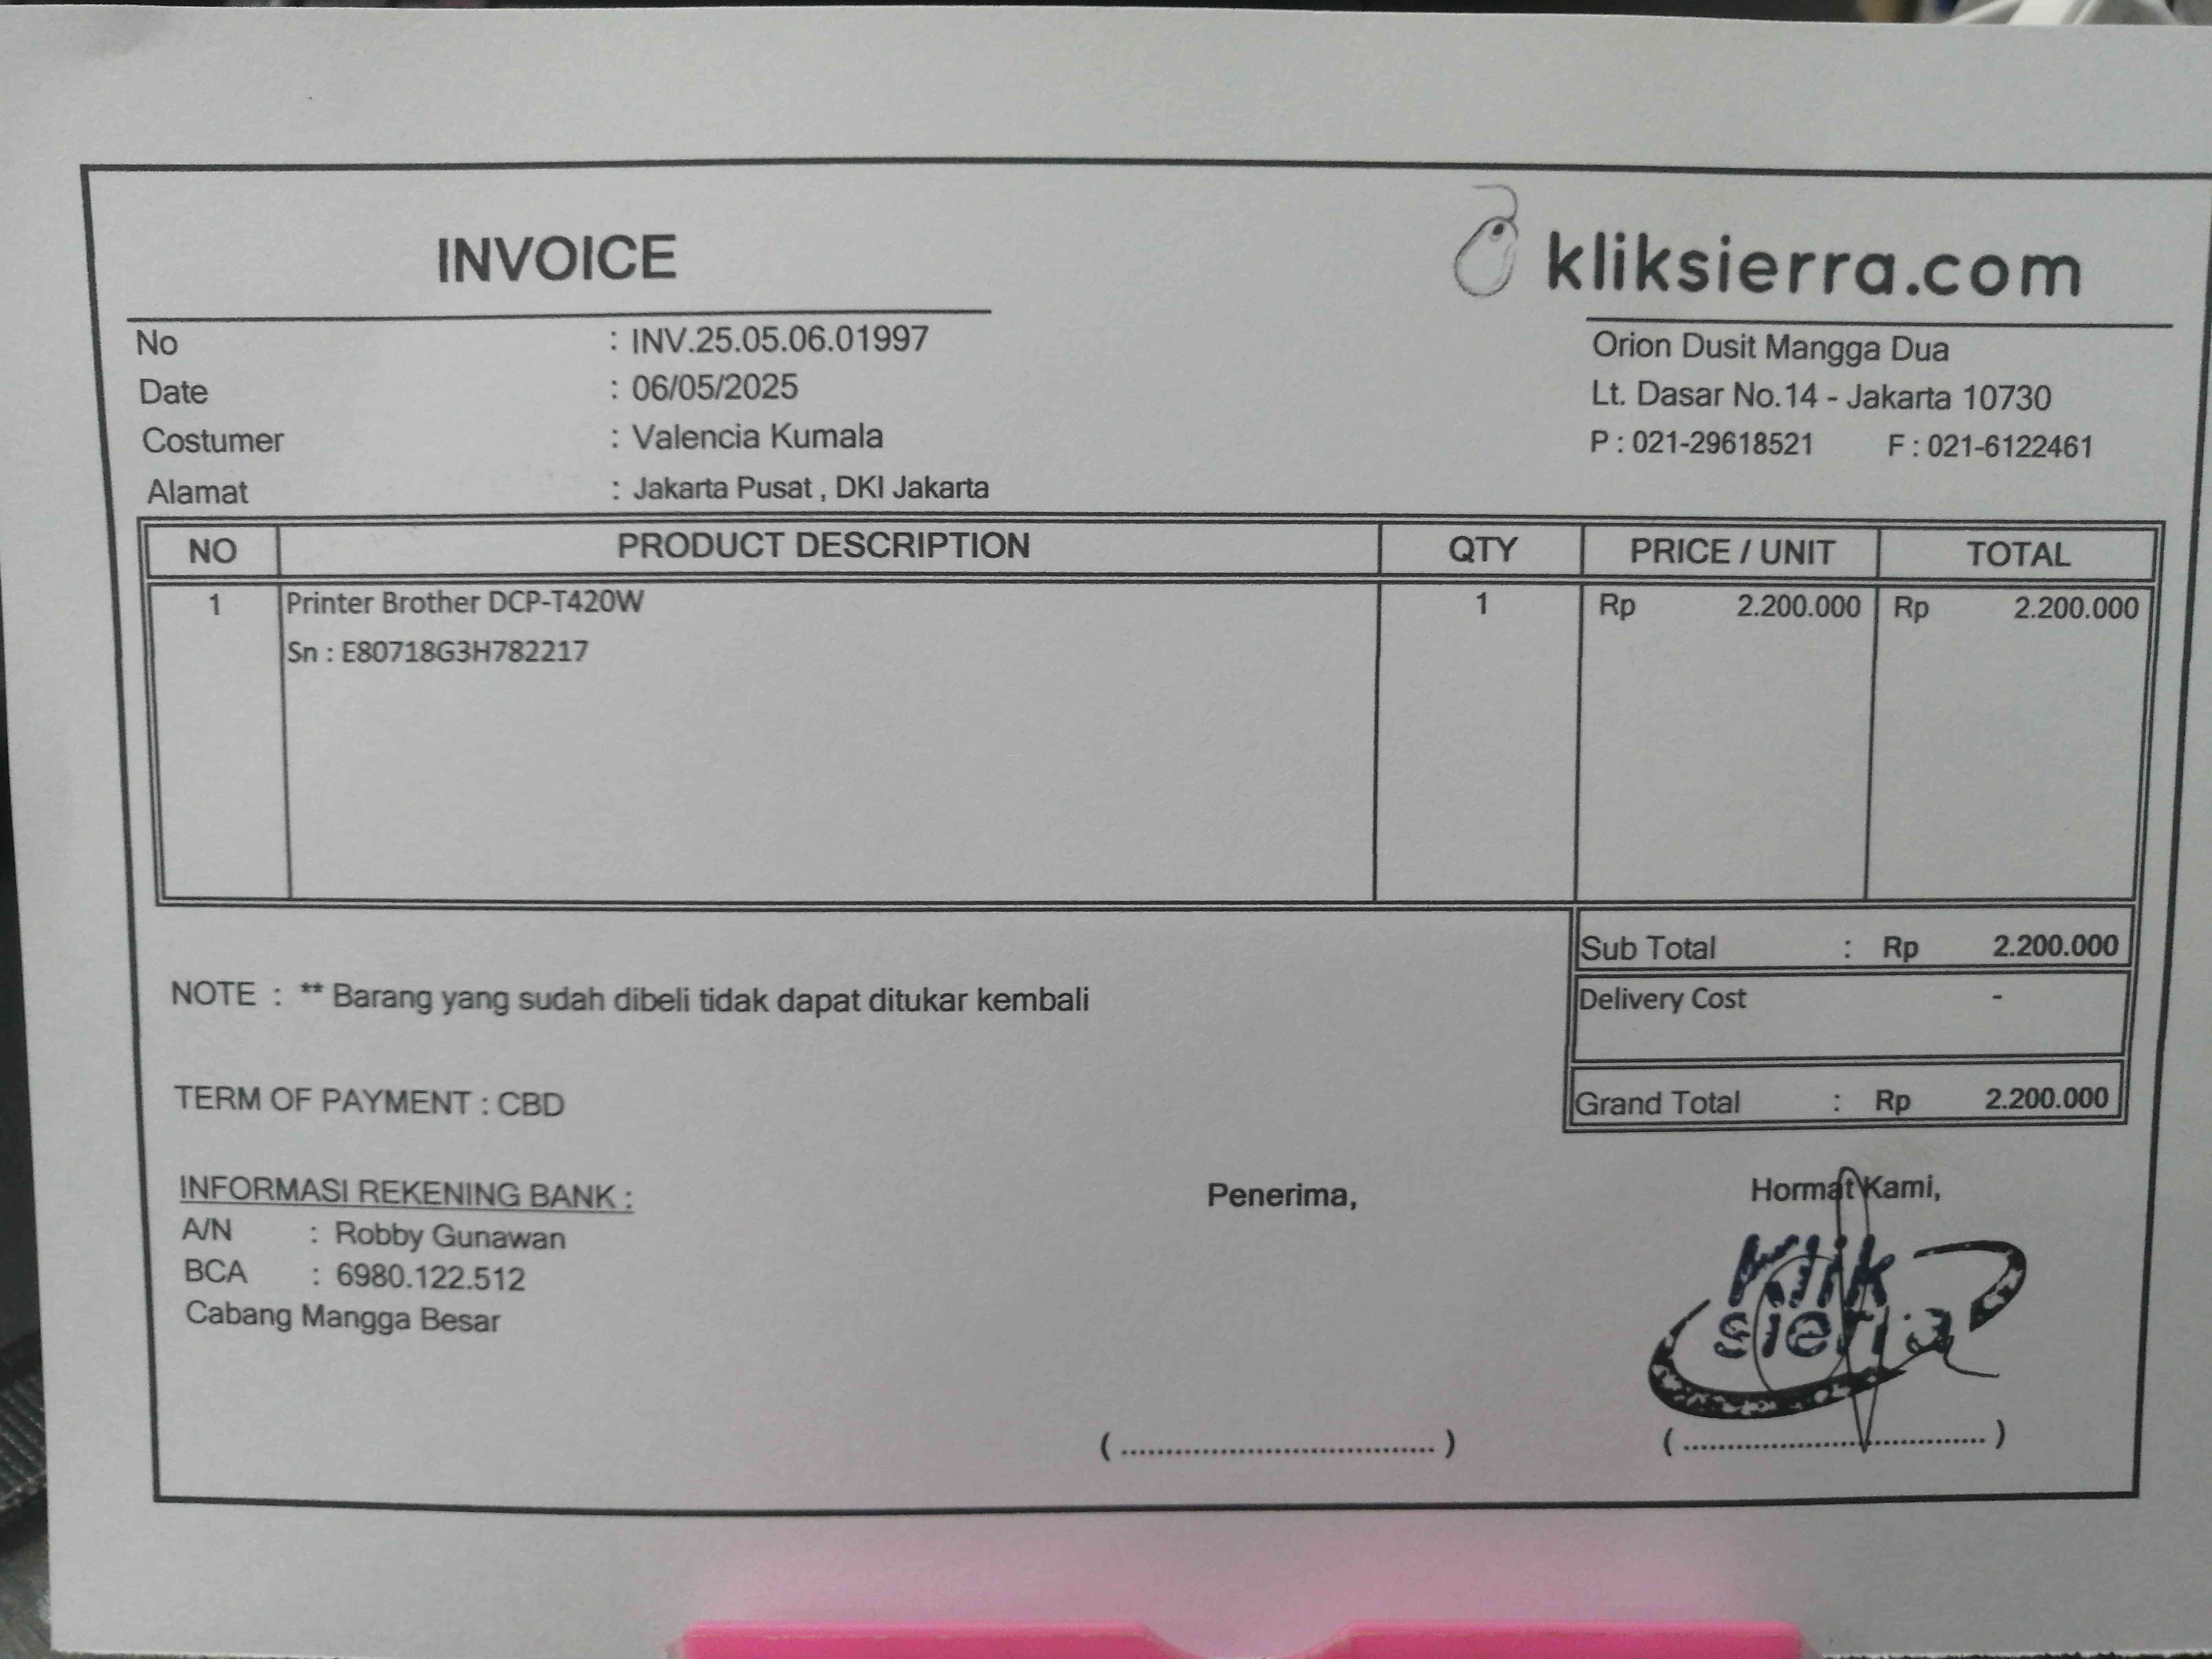 INVOICE
kliksierra.com
No : INV.25.05.06.01997
Date : 06/05/2025
Costumer : Valencia Kumala
Alamat : Jakarta Pusat , DKI Jakarta
Orion Dusit Mangga Dua
Lt. Dasar No.14 - Jakarta 10730
P : 021-29618521 F : 021-6122461
NO PRODUCT DESCRIPTION QTY PRICE / UNIT TOTAL
1 Printer Brother DCP-T420W 1 Rp 2.200.000 Rp 2.200.000
Sn : E80718G3H782217
Sub Total : Rp 2.200.000
Delivery Cost -
Grand Total : Rp 2.200.000
NOTE : ** Barang yang sudah dibeli tidak dapat ditukar kembali
TERM OF PAYMENT : CBD
INFORMASI REKENING BANK :
A/N : Robby Gunawan
BCA : 6980.122.512
Cabang Mangga Besar
Penerima,
(....................................)
Hormat Kami,
Klik
sierra
(....................................)